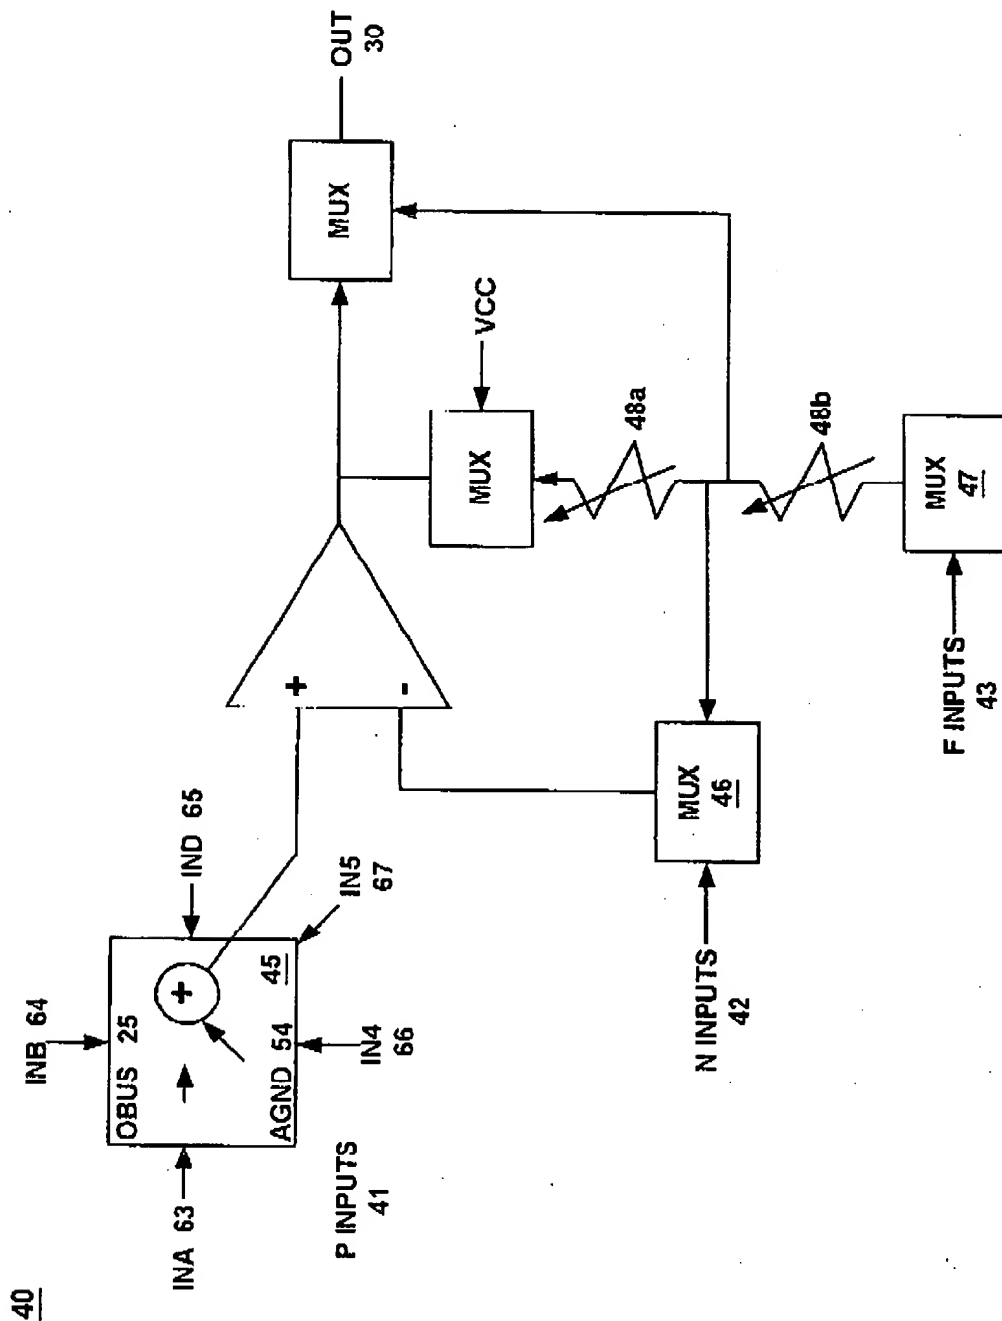 40
INA 63
INB 64
IND 65
OBUS 25
+
45
AGND 54
IN4
66
IN5
67
P INPUTS
41
+
-
MUX
OUT
30
MUX
VCC
48a
48b
MUX
46
N INPUTS
42
MUX
47
F INPUTS
43